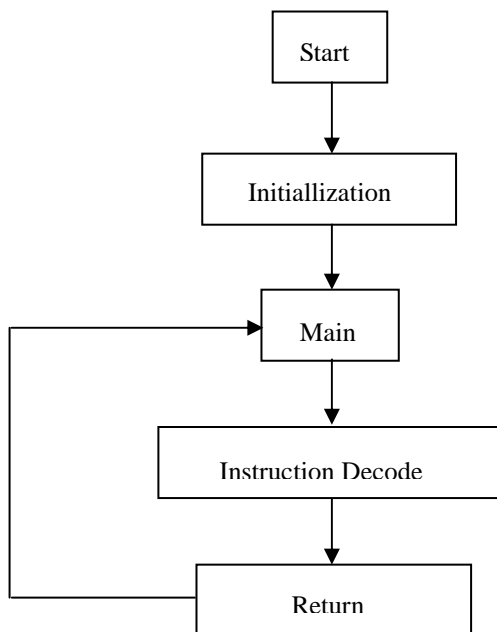 Start
Initiallization
Main
Instruction Decode
Return